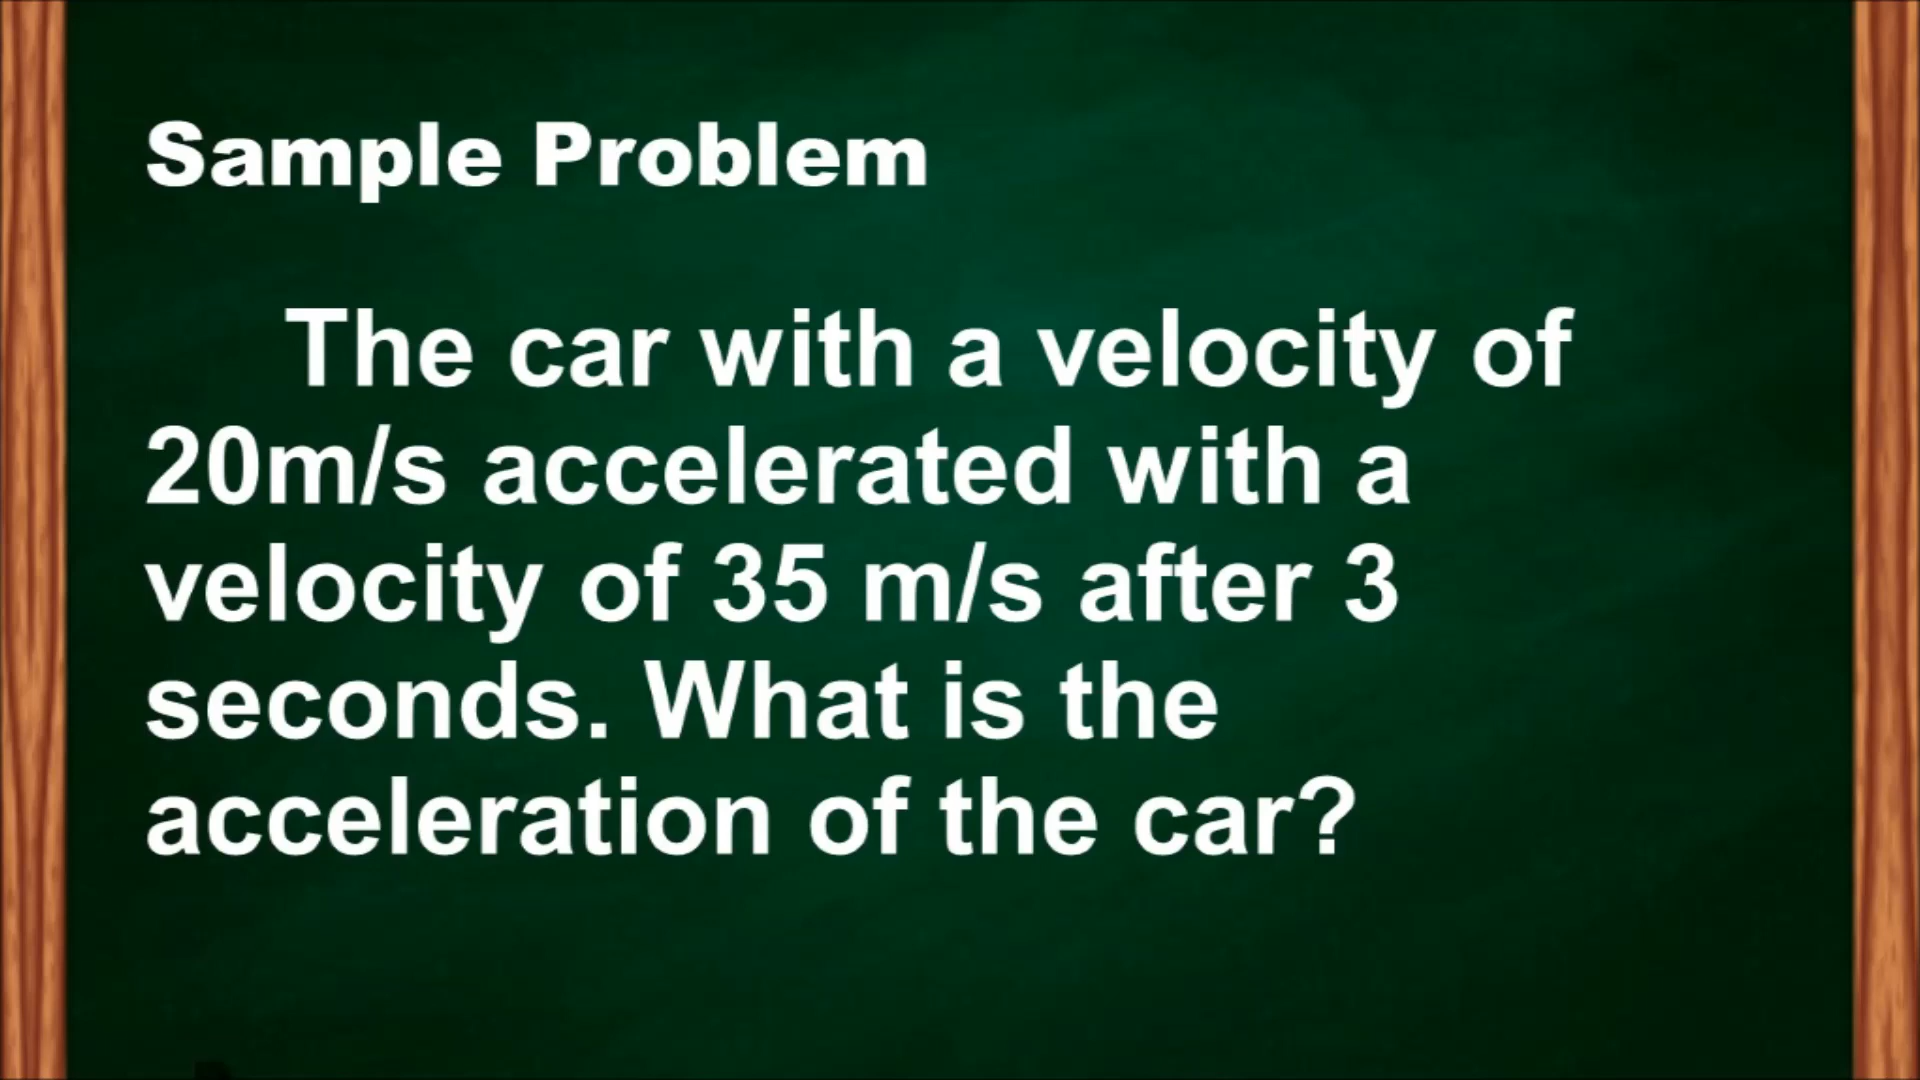 Sample Problem
The car with a velocity of
20m/s accelerated with a
velocity of 35 m/s after 3
seconds. What is the
acceleration of the car?